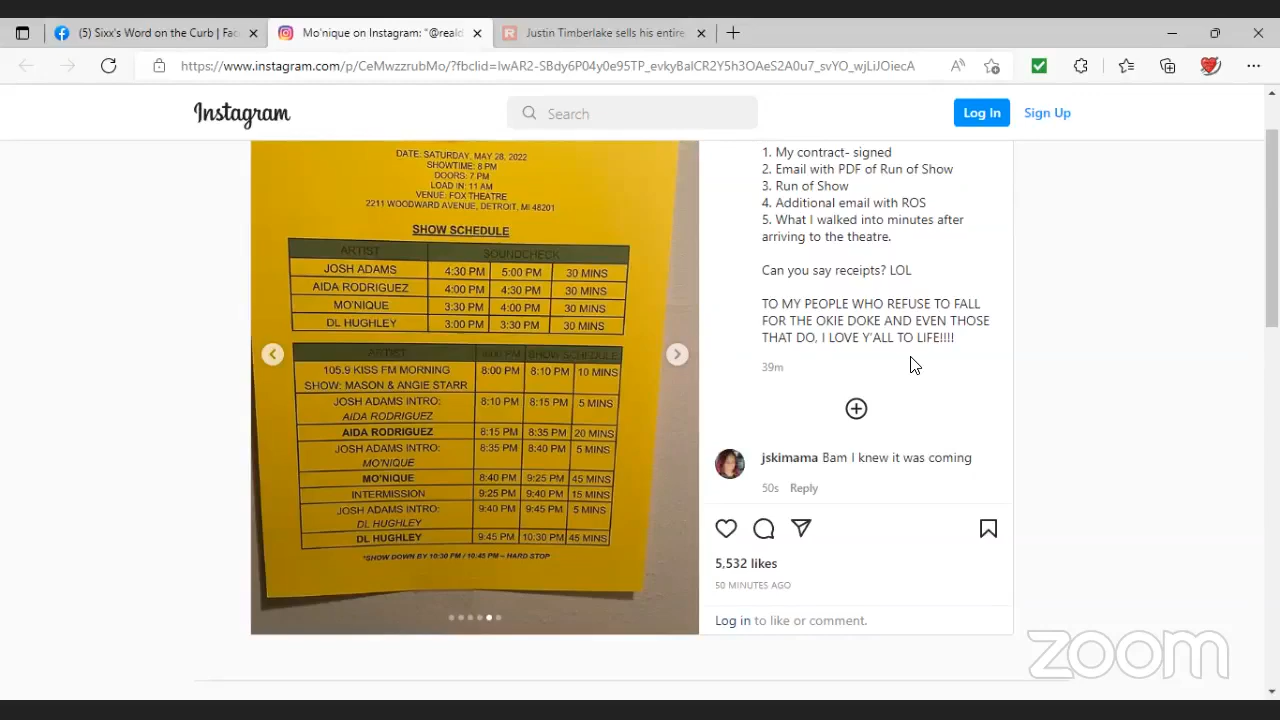 (5) Sixx's Word on the Curb | Fac
Mo'nique on Instagram: "@reald
Justin Timberlake sells his entire
https://www.instagram.com/p/CeMwzzrubMo/?fbclid=IwAR2-SBdy6P04y0e95TP_evkyBalCR2Y5h3OAeS2A0u7_svYO_wjLiJOiecA
Instagram
Search
Log In
Sign Up
DATE: SATURDAY, MAY 28, 2022
SHOWTIME: 8 PM
DOORS: 7 PM
LOAD IN: 11 AM
VENUE: FOX THEATRE
2211 WOODWARD AVENUE, DETROIT, MI 48201
SHOW SCHEDULE
ARTIST SOUNDCHECK
JOSH ADAMS 4:30 PM 5:00 PM 30 MINS
AIDA RODRIGUEZ 4:00 PM 4:30 PM 30 MINS
MO'NIQUE 3:30 PM 4:00 PM 30 MINS
DL HUGHLEY 3:00 PM 3:30 PM 30 MINS
ARTIST 8:00 PM SHOW SCHEDULE
105.9 KISS FM MORNING 8:00 PM 8:10 PM 10 MINS
SHOW: MASON & ANGIE STARR
JOSH ADAMS INTRO: 8:10 PM 8:15 PM 5 MINS
AIDA RODRIGUEZ
AIDA RODRIGUEZ 8:15 PM 8:35 PM 20 MINS
JOSH ADAMS INTRO: 8:35 PM 8:40 PM 5 MINS
MO'NIQUE
MO'NIQUE 8:40 PM 9:25 PM 45 MINS
INTERMISSION 9:25 PM 9:40 PM 15 MINS
JOSH ADAMS INTRO: 9:40 PM 9:45 PM 5 MINS
DL HUGHLEY
DL HUGHLEY 9:45 PM 10:30 PM 45 MINS
*SHOW DOWN BY 10:30 PM / 10:45 PM – HARD STOP
1. My contract- signed
2. Email with PDF of Run of Show
3. Run of Show
4. Additional email with ROS
5. What I walked into minutes after
arriving to the theatre.
Can you say receipts? LOL
TO MY PEOPLE WHO REFUSE TO FALL
FOR THE OKIE DOKE AND EVEN THOSE
THAT DO, I LOVE Y'ALL TO LIFE!!!!
39m
jskimama Bam I knew it was coming
50s Reply
5,532 likes
50 MINUTES AGO
Log in to like or comment.
zoom